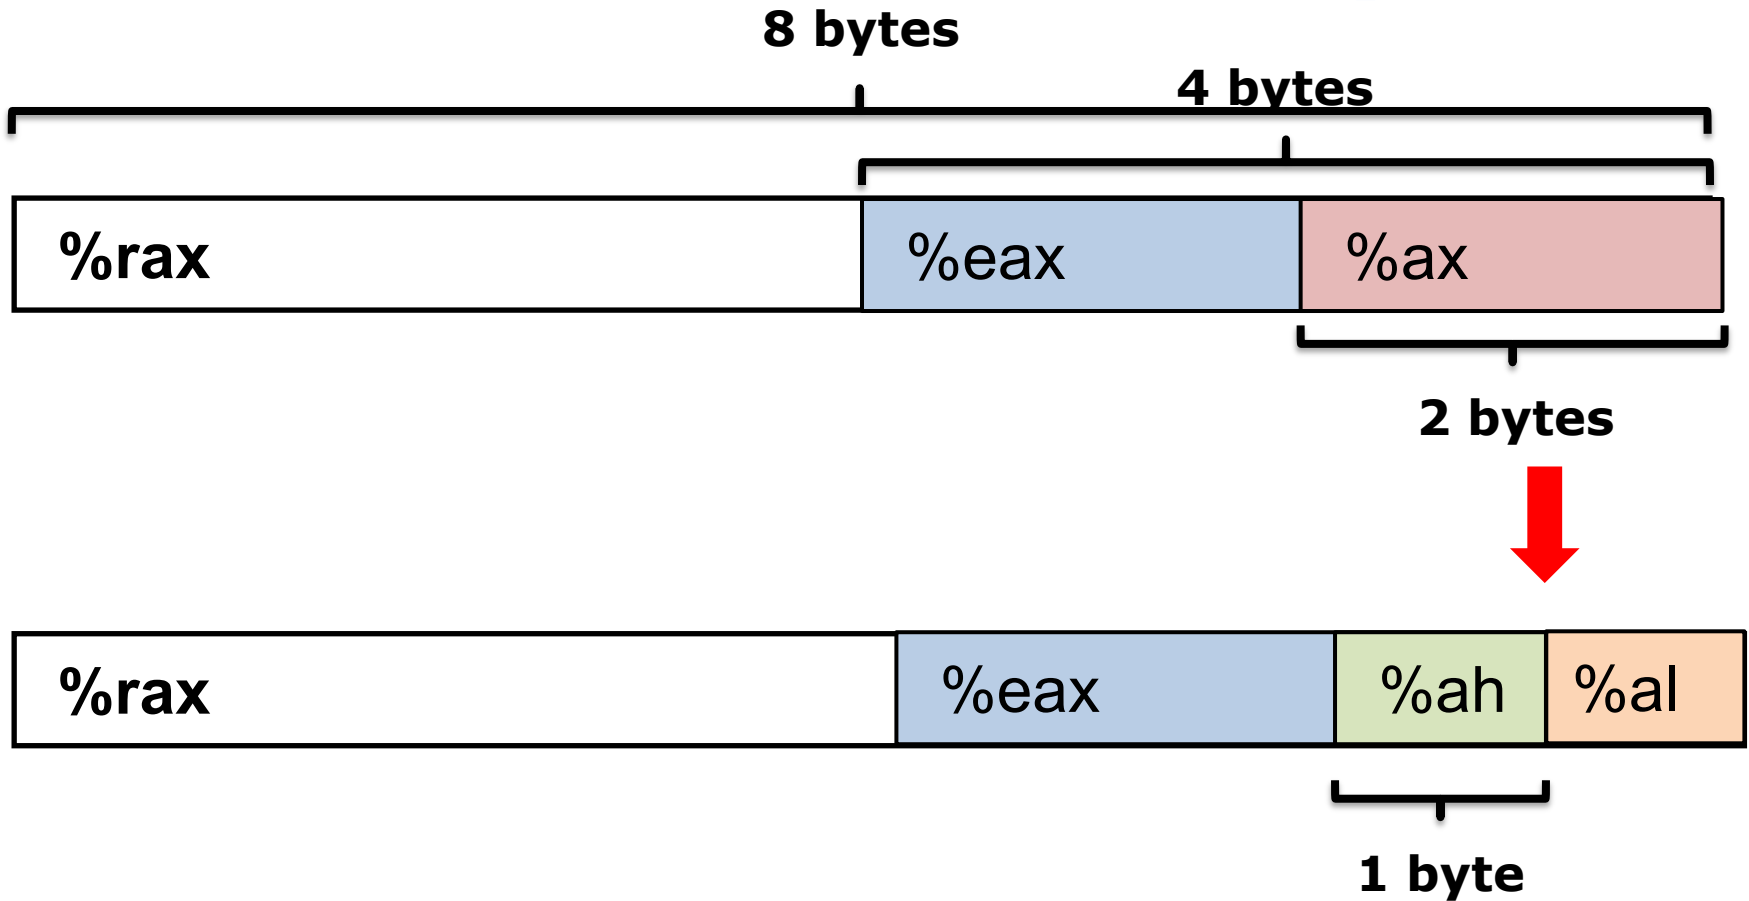 8 bytes
4 bytes
%rax %eax %ax
2 bytes
%rax %eax %ah %al
1 byte